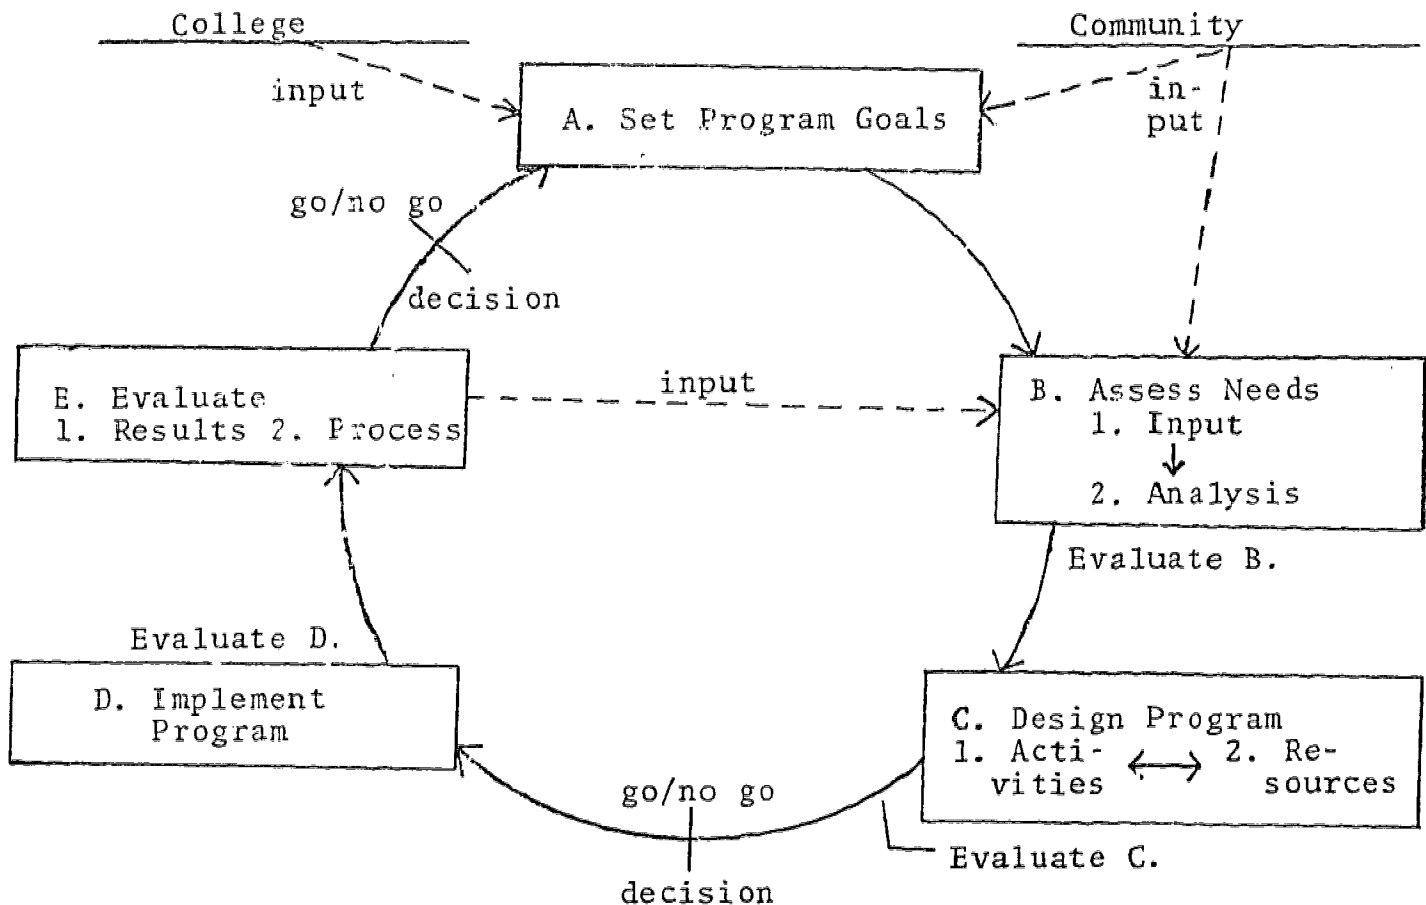 College
Community
input
in-
put
A. Set Program Goals
go/no go
decision
E. Evaluate
1. Results 2. Process
input
B. Assess Needs
1. Input
2. Analysis
Evaluate B.
Evaluate D.
D. Implement
Program
C. Design Program
1. Acti-
vities
2. Re-
sources
go/no go
decision
Evaluate C.